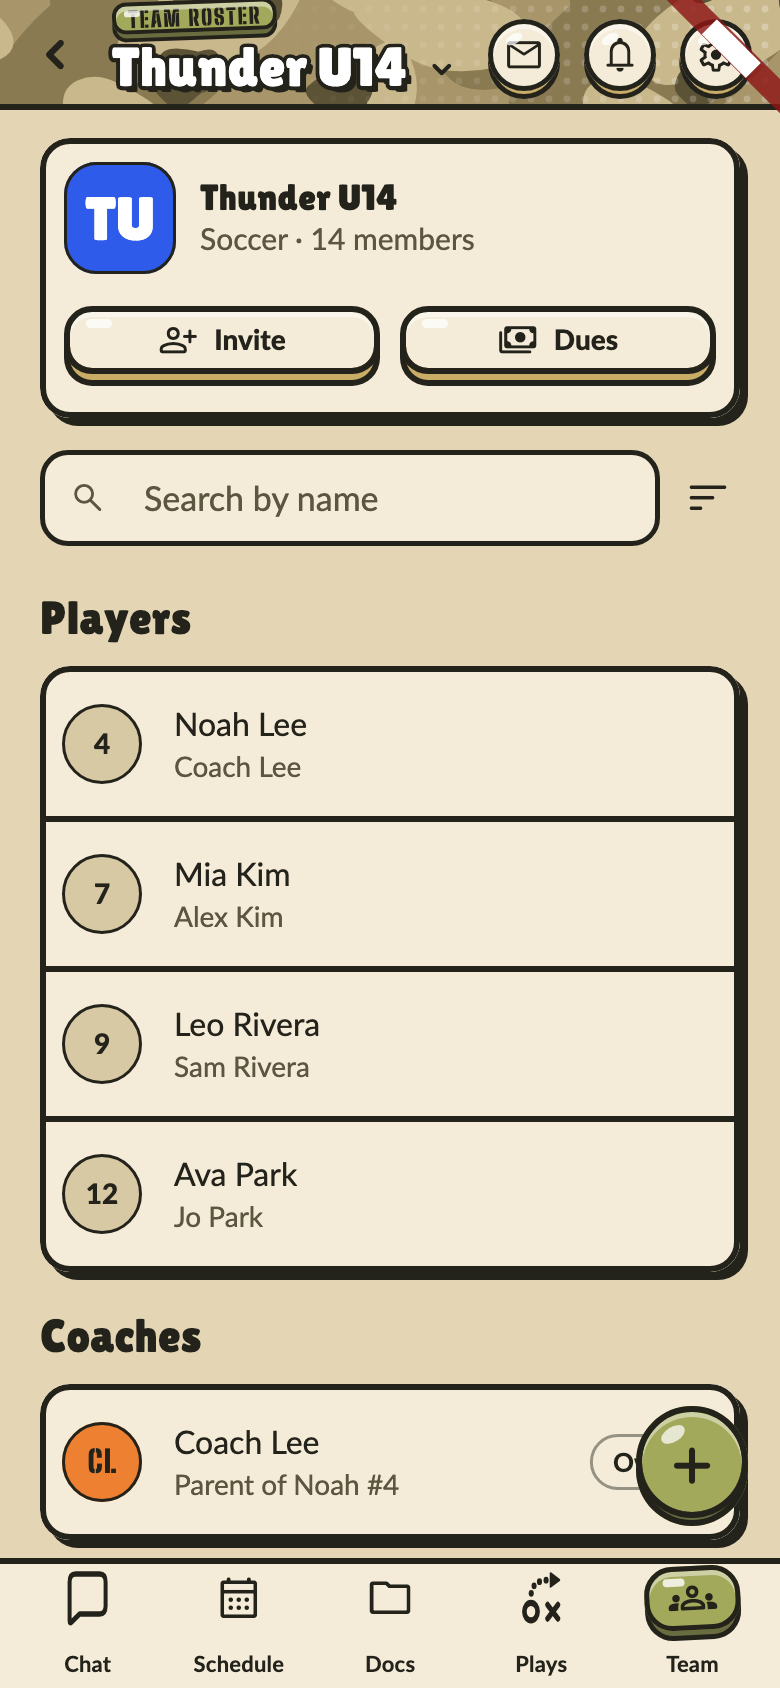 TEAM ROSTER
Thunder U14
TU
Thunder U14
Soccer · 14 members
Invite
Dues
Search by name
Players
4
Noah Lee
Coach Lee
7
Mia Kim
Alex Kim
9
Leo Rivera
Sam Rivera
12
Ava Park
Jo Park
Coaches
CL
Coach Lee
Parent of Noah #4
Chat
Schedule
Docs
Plays
Team